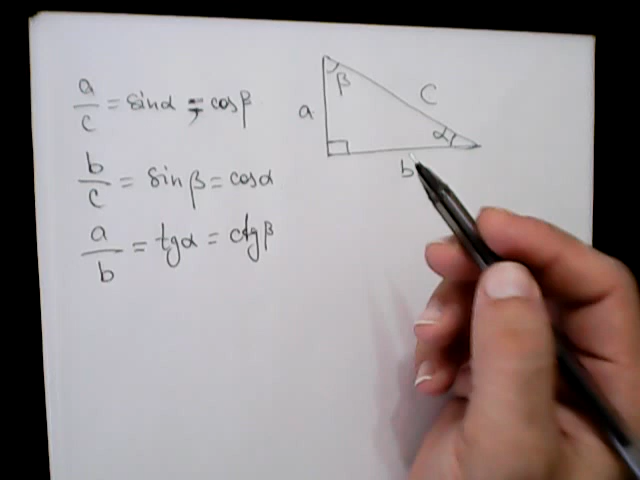 a/c = sinα = cosβ
b/c = sinβ = cosα
a/b = tgα = ctgβ
β
C
a
α
b